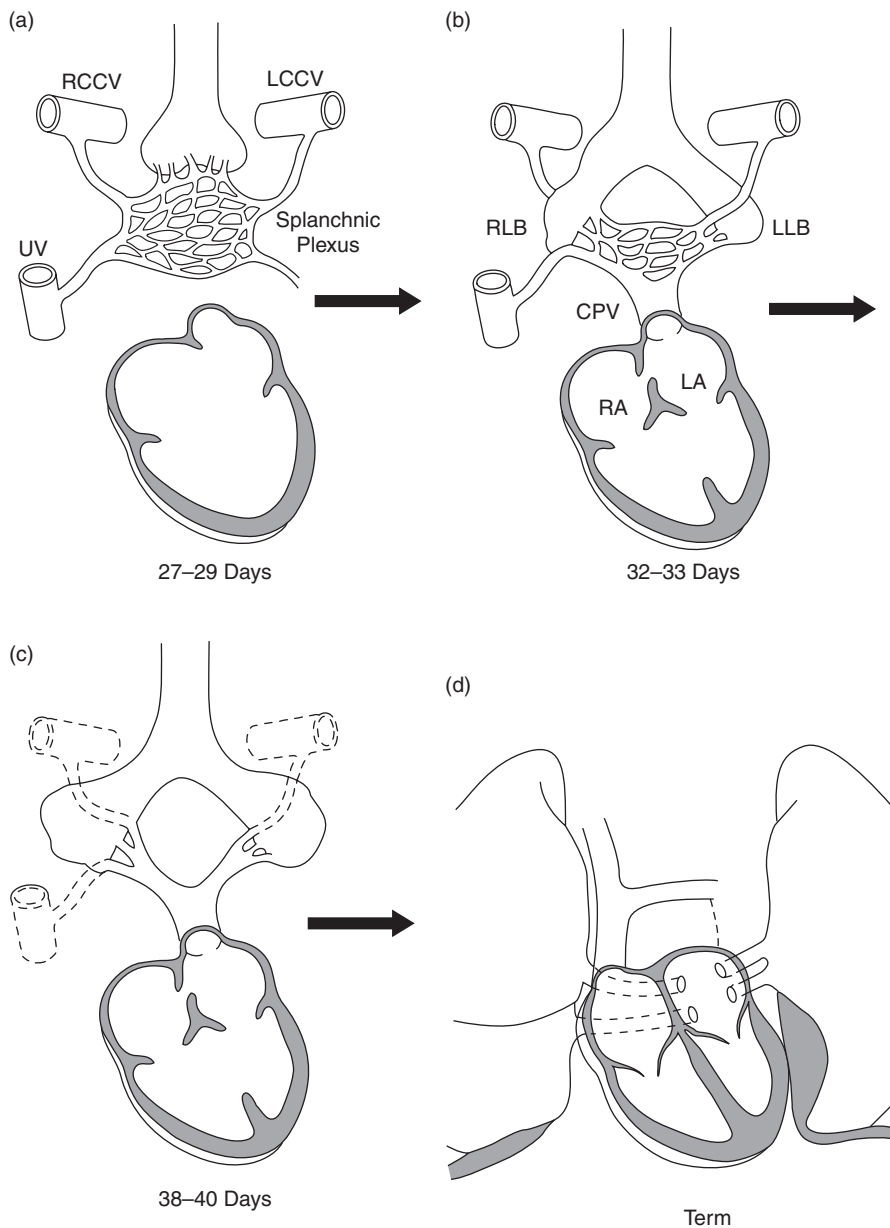 (a)
RCCV
LCCV
Splanchnic
Plexus
UV
27–29 Days
(b)
RLB
LLB
CPV
LA
RA
32–33 Days
(c)
38–40 Days
(d)
Term